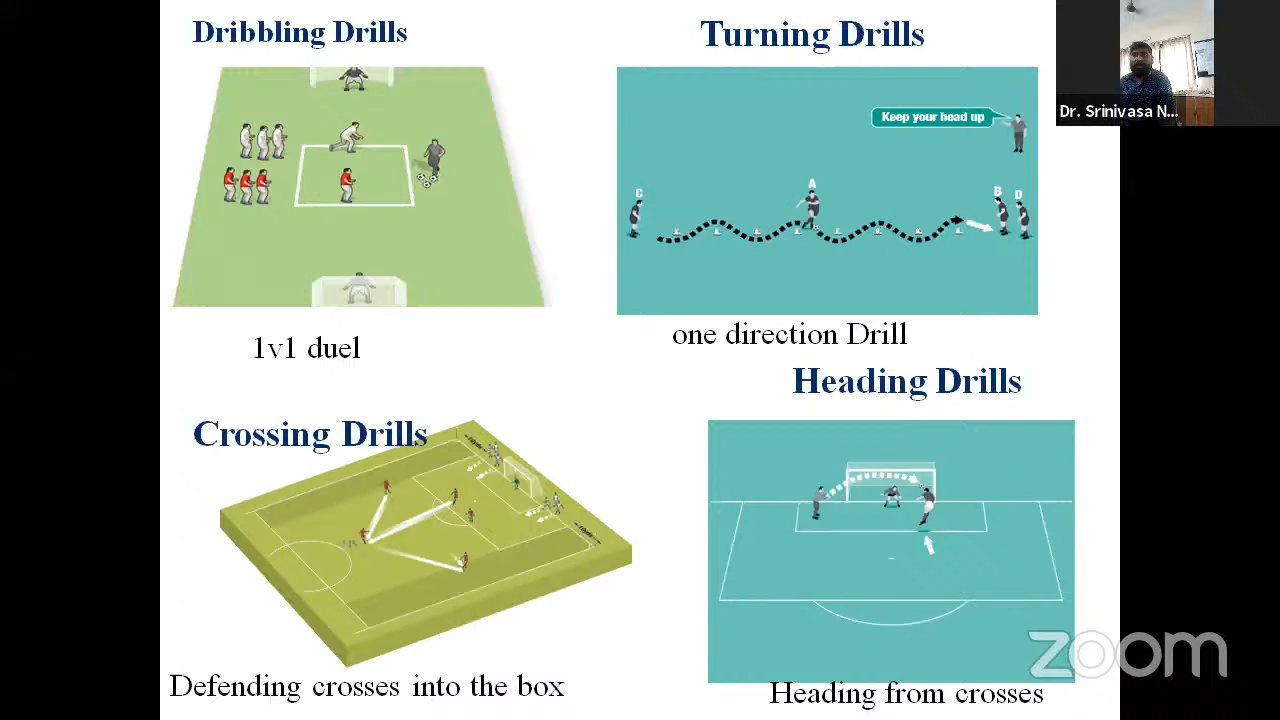 Dribbling Drills
Turning Drills
Keep your head up
Dr. Srinivasa N...
C
A
B
D
1v1 duel
one direction Drill
Heading Drills
Crossing Drills
Defending crosses into the box
Heading from crosses
zoom